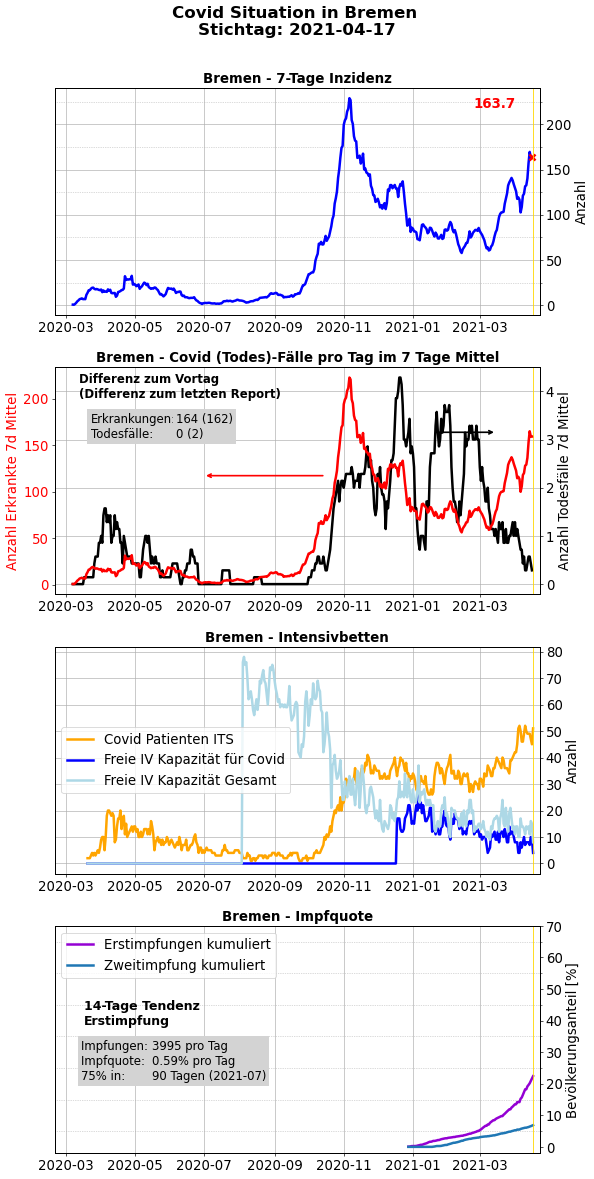 Covid Situation in Bremen
Stichtag: 2021-04-17
Bremen - 7-Tage Inzidenz
163.7
200
150
100
50
0
Anzahl
2020-03 2020-05 2020-07 2020-09 2020-11 2021-01 2021-03
Bremen - Covid (Todes)-Fälle pro Tag im 7 Tage Mittel
Differenz zum Vortag
(Differenz zum letzten Report)
Erkrankungen: 164 (162)
Todesfälle: 0 (2)
Anzahl Erkrankte 7d Mittel
200
150
100
50
0
4
3
2
1
0
Anzahl Todesfälle 7d Mittel
2020-03 2020-05 2020-07 2020-09 2020-11 2021-01 2021-03
Bremen - Intensivbetten
Covid Patienten ITS
Freie IV Kapazität für Covid
Freie IV Kapazität Gesamt
80
70
60
50
40
30
20
10
0
Anzahl
2020-03 2020-05 2020-07 2020-09 2020-11 2021-01 2021-03
Bremen - Impfquote
Erstimpfungen kumuliert
Zweitimpfung kumuliert
14-Tage Tendenz
Erstimpfung
Impfungen: 3995 pro Tag
Impfquote: 0.59% pro Tag
75% in: 90 Tagen (2021-07)
70
60
50
40
30
20
10
0
Bevölkerungsanteil [%]
2020-03 2020-05 2020-07 2020-09 2020-11 2021-01 2021-03